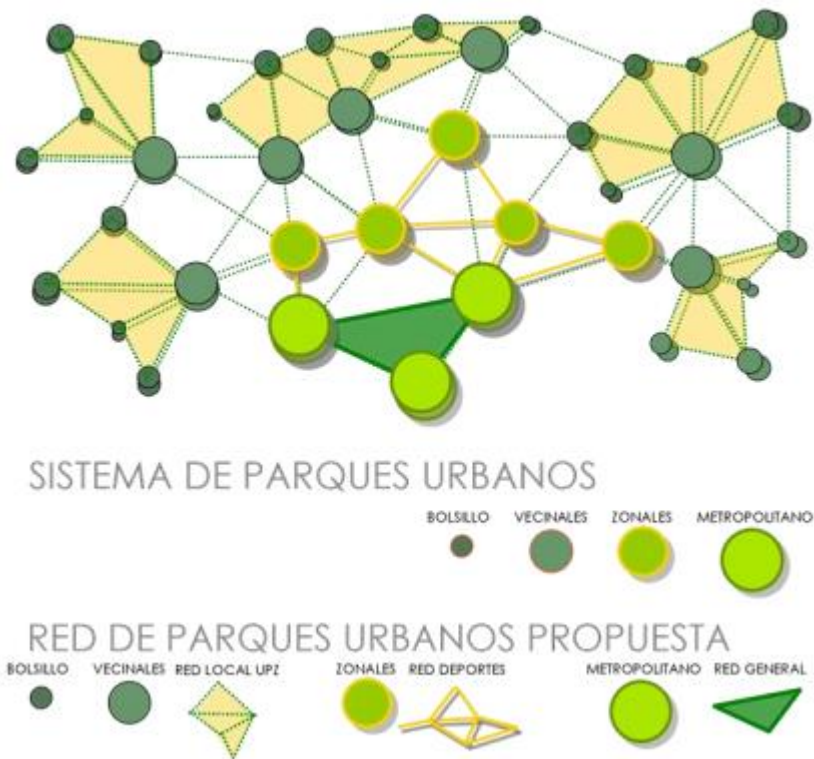 SISTEMA DE PARQUES URBANOS
BOLSILLO VECINALES ZONALES METROPOLITANO
RED DE PARQUES URBANOS PROPUESTA
BOLSILLO VECINALES RED LOCAL UPZ ZONALES RED DEPORTES METROPOLITANO RED GENERAL